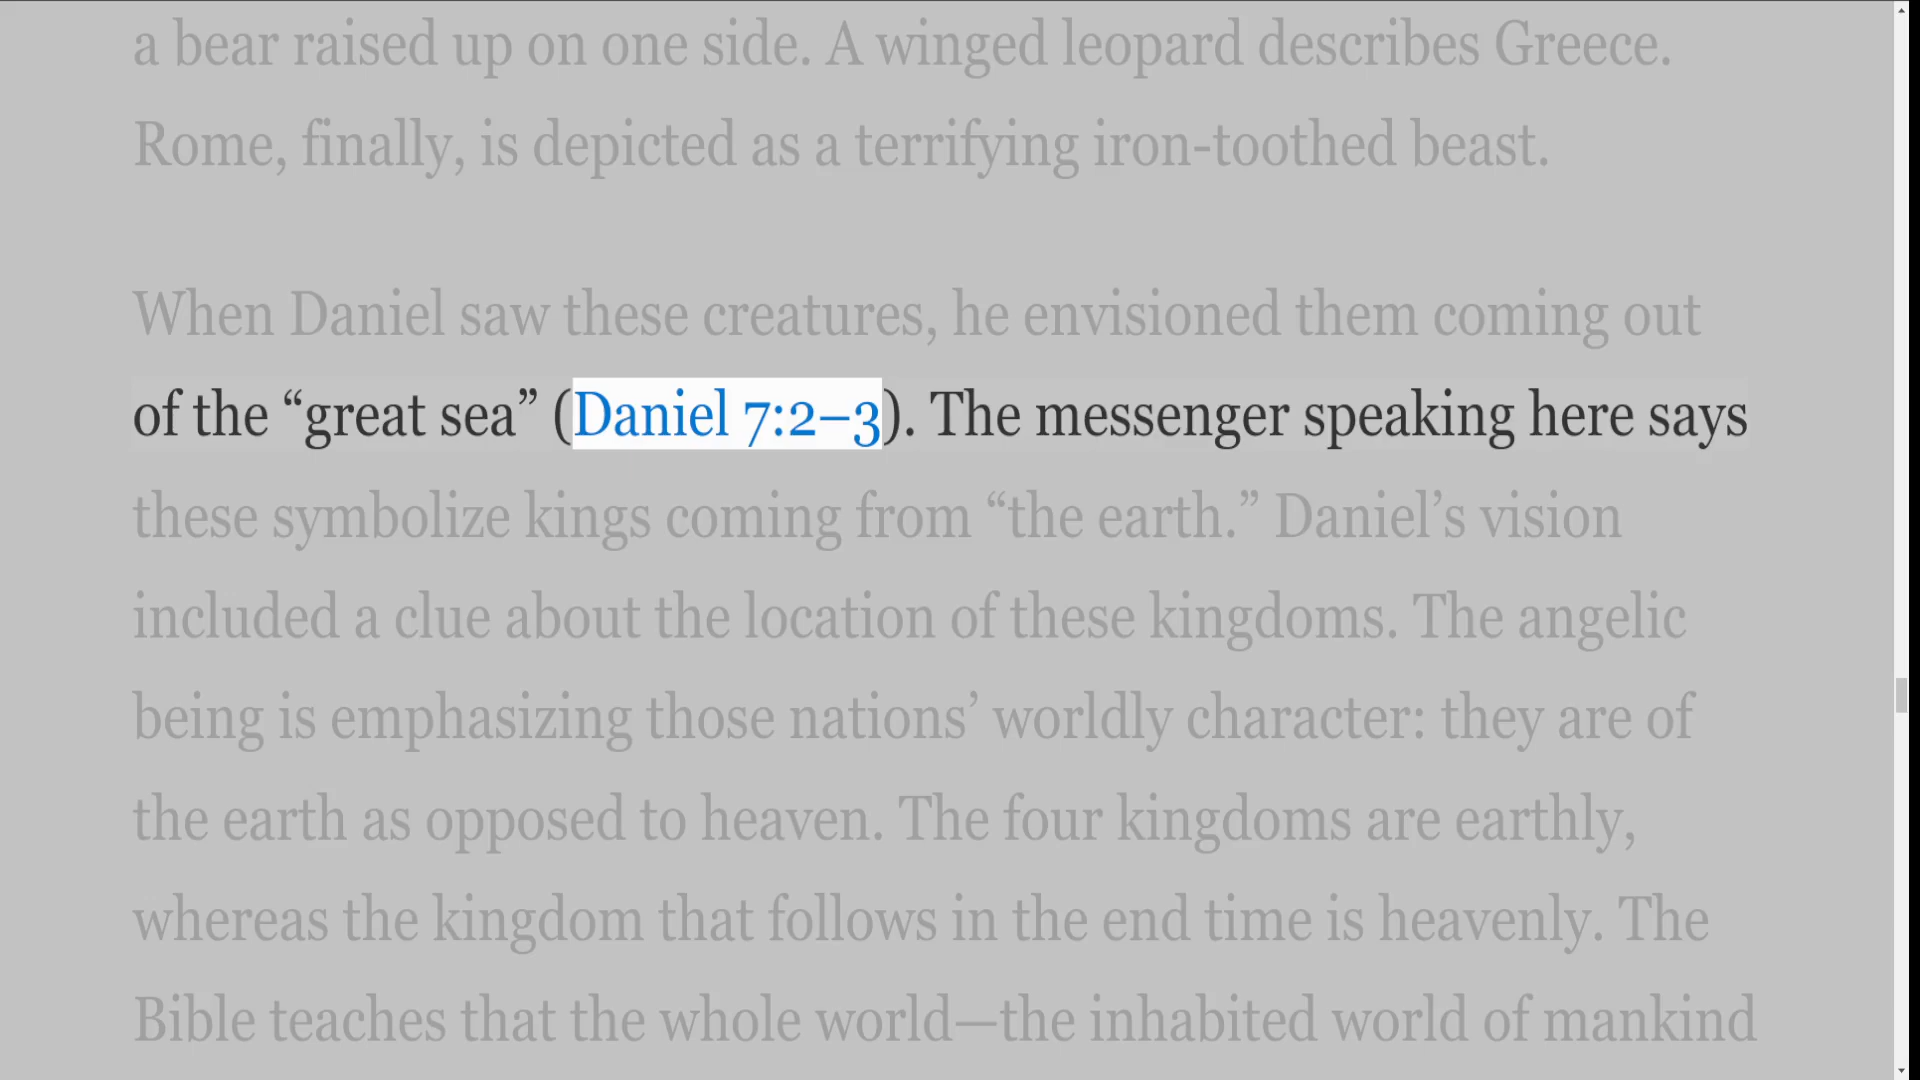 a bear raised up on one side. A winged leopard describes Greece.
Rome, finally, is depicted as a terrifying iron-toothed beast.
When Daniel saw these creatures, he envisioned them coming out
of the “great sea” (Daniel 7:2–3). The messenger speaking here says
these symbolize kings coming from “the earth.” Daniel’s vision
included a clue about the location of these kingdoms. The angelic
being is emphasizing those nations’ worldly character: they are of
the earth as opposed to heaven. The four kingdoms are earthly,
whereas the kingdom that follows in the end time is heavenly. The
Bible teaches that the whole world—the inhabited world of mankind